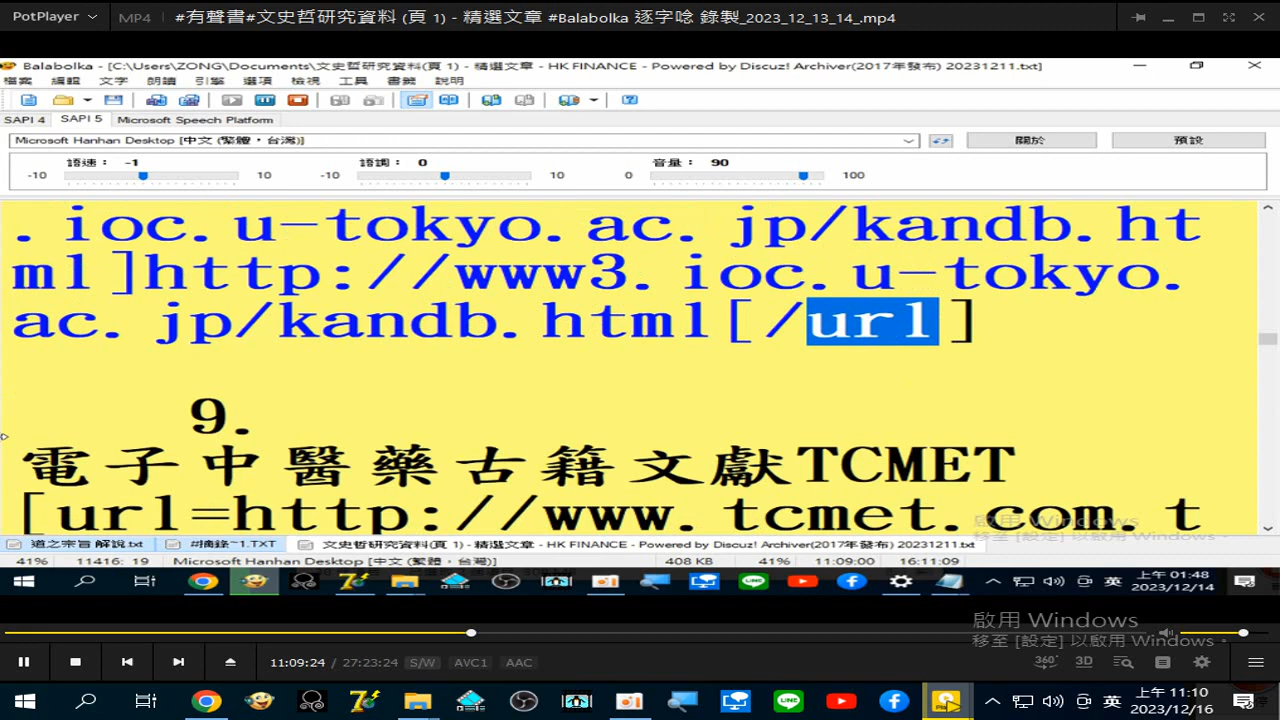 PotPlayer
MP4
#有聲書#文史哲研究資料 (頁 1) - 精選文章 #Balabolka 逐字唸 錄製_2023_12_13_14_.mp4
Balabolka - [C:\Users\ZONG\Documents\文史哲研究資料(頁 1) - 精選文章 - HK FINANCE - Powered by Discuz! Archiver(2017年發布) 20231211.txt]
檔案 編輯 文字 朗讀 引擎 選項 檢視 工具 書籤 說明
SAPI 4 SAPI 5 Microsoft Speech Platform
Microsoft Hanhan Desktop [中文 (繁體，台灣)]
關於
預設
語速： -1 語調： 0 音量： 90
-10 10 -10 10 0 100
.ioc.u-tokyo.ac.jp/kandb.ht
ml]http://www3.ioc.u-tokyo.
ac.jp/kandb.html[/url]
9.
電子中醫藥古籍文獻TCMET
[url=http://www.tcmet.com.t
啟用 Windows
移至 [設定] 以啟用 Windows。
道之宗旨 解說.txt #摘錄~1.TXT 文史哲研究資料(頁 1) - 精選文章 - HK FINANCE - Powered by Discuz! Archiver(2017年發布) 20231211.txt
41% 11416: 19 Microsoft Hanhan Desktop [中文 (繁體，台灣)] 408 KB 41% 11:09:00 16:11:09
英
上午 01:48
2023/12/14
啟用 Windows
移至 [設定] 以啟用 Windows。
11:09:24 / 27:23:24 S/W AVC1 AAC
360° 3D
英
上午 11:10
2023/12/16